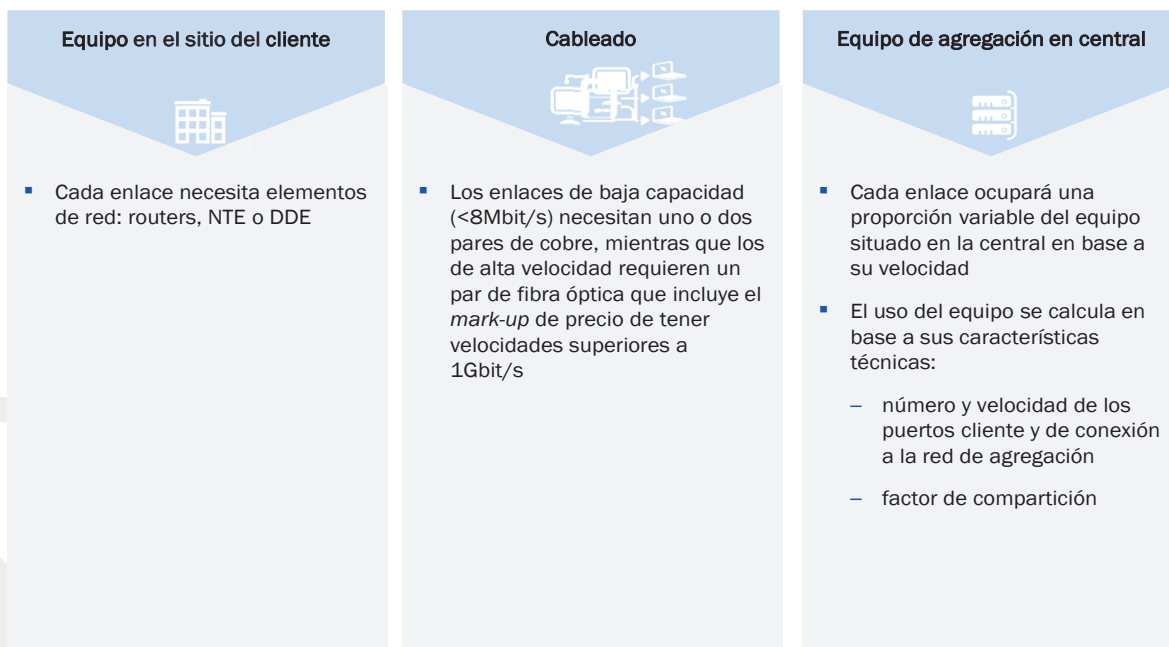 Equipo en el sitio del cliente
▪ Cada enlace necesita elementos
de red: routers, NTE o DDE
Cableado
▪ Los enlaces de baja capacidad
(<8Mbit/s) necesitan uno o dos
pares de cobre, mientras que los
de alta velocidad requieren un
par de fibra óptica que incluye el
mark-up de precio de tener
velocidades superiores a
1Gbit/s
Equipo de agregación en central
▪ Cada enlace ocupará una
proporción variable del equipo
situado en la central en base a
su velocidad
▪ El uso del equipo se calcula en
base a sus características
técnicas:
– número y velocidad de los
puertos cliente y de conexión
a la red de agregación
– factor de compartición